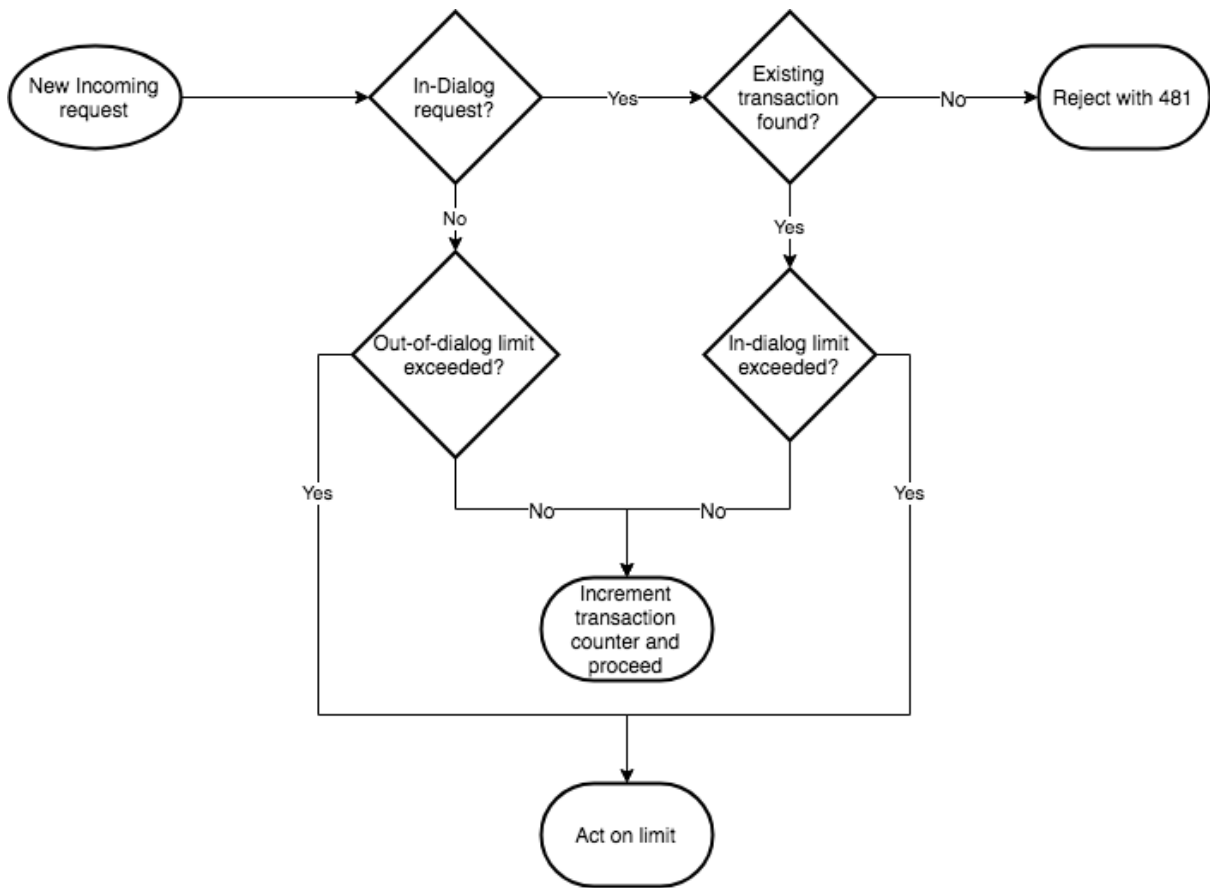 New Incoming
request
In-Dialog
request?
Yes
Existing
transaction
found?
No
Reject with 481
No
Yes
Out-of-dialog limit
exceeded?
In-dialog limit
exceeded?
Yes
No
No
Yes
Increment
transaction
counter and
proceed
Act on limit